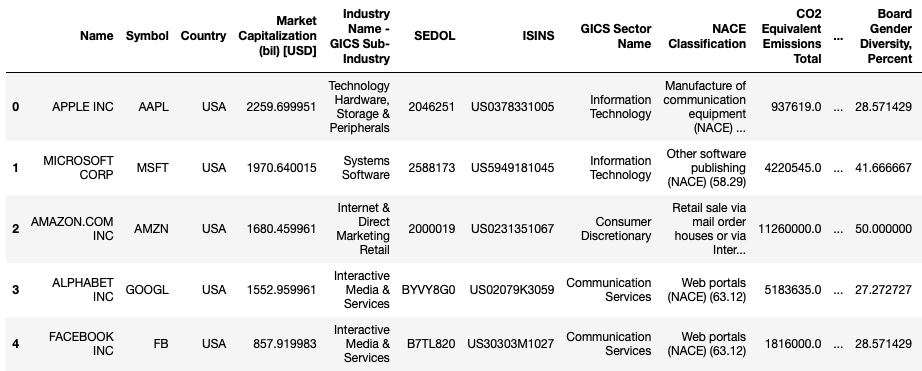 Name Symbol Country Market Capitalization (bil) [USD] Industry Name - GICS Sub-Industry SEDOL ISINS GICS Sector Name NACE Classification CO2 Equivalent Emissions Total ... Board Gender Diversity, Percent
0 APPLE INC AAPL USA 2259.699951 Technology Hardware, Storage & Peripherals 2046251 US0378331005 Information Technology Manufacture of communication equipment (NACE) ... 937619.0 ... 28.571429
1 MICROSOFT CORP MSFT USA 1970.640015 Systems Software 2588173 US5949181045 Information Technology Other software publishing (NACE) (58.29) 4220545.0 ... 41.666667
2 AMAZON.COM INC AMZN USA 1680.459961 Internet & Direct Marketing Retail 2000019 US0231351067 Consumer Discretionary Retail sale via mail order houses or via Inter... 11260000.0 ... 50.000000
3 ALPHABET INC GOOGL USA 1552.959961 Interactive Media & Services BYVY8G0 US02079K3059 Communication Services Web portals (NACE) (63.12) 5183635.0 ... 27.272727
4 FACEBOOK INC FB USA 857.919983 Interactive Media & Services B7TL820 US30303M1027 Communication Services Web portals (NACE) (63.12) 1816000.0 ... 28.571429